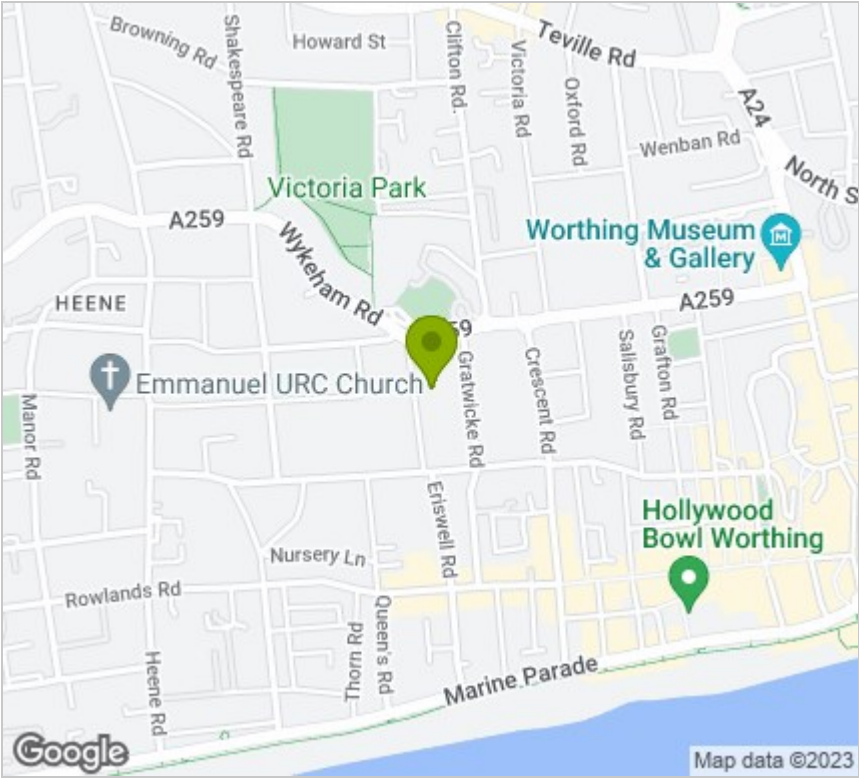 Browning Rd
Shakespeare Rd
Howard St
Clifton Rd.
Victoria Rd
Teville Rd
Oxford Rd
A24
Wenban Rd
North S
Victoria Park
A259
Wykeham Rd
Worthing Museum
& Gallery
A259
HEENE
59
Emmanuel URC Church
Manor Rd
Gratwicke Rd
Crescent Rd
Salisbury Rd
Grafton Rd
Eriswell Rd
Hollywood
Bowl Worthing
Nursery Ln
Rowlands Rd
Thorn Rd
Queen's Rd
Heene Rd
Marine Parade
Google
Map data ©2023